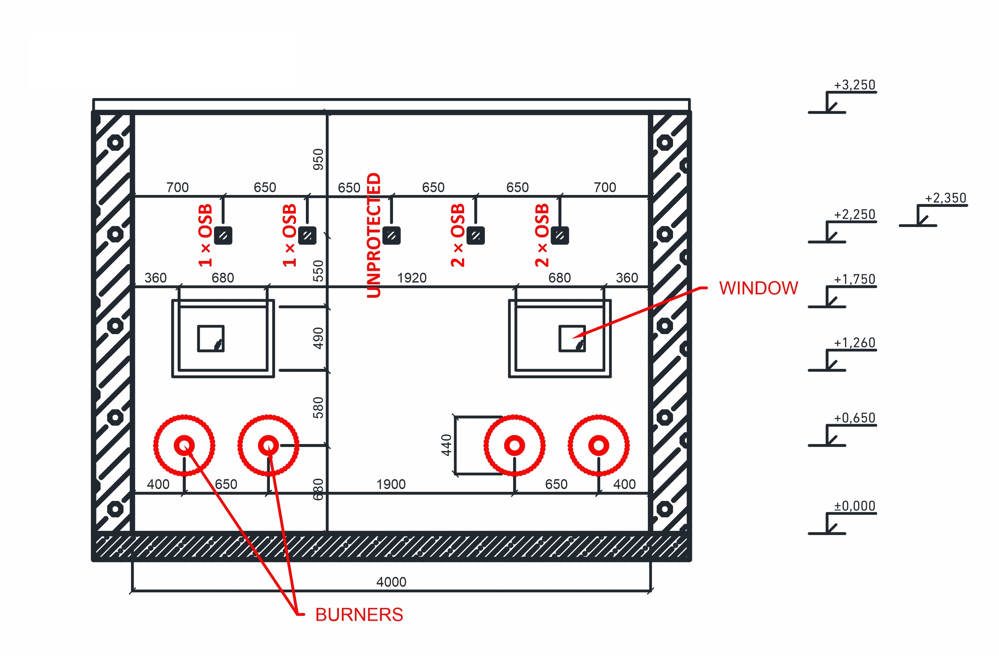 +3,250
950
+2,350
700 650 650 650 650 700
+2,250
1 × OSB
1 × OSB
UNPROTECTED
2 × OSB
2 × OSB
550
360 680 1920 680 360
+1,750
WINDOW
490
+1,260
580
+0,650
440
400 650 1900 650 400
680
±0,000
4000
BURNERS